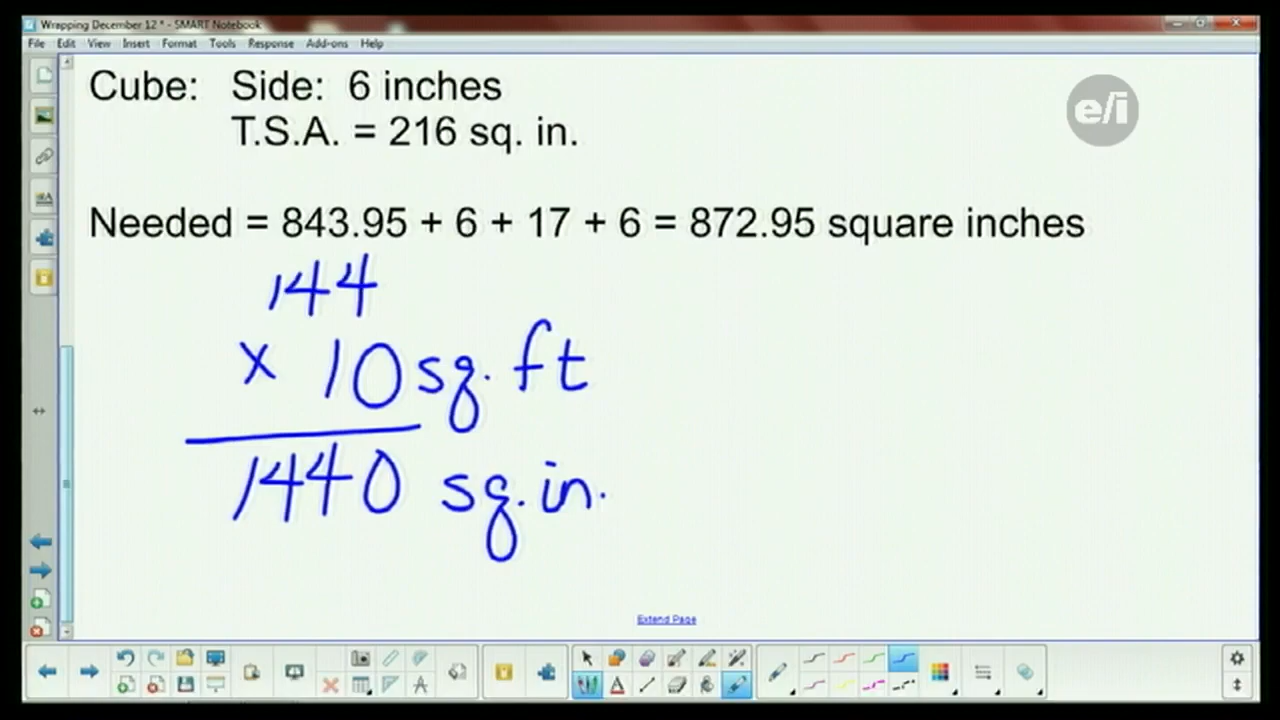 Wrapping December 12 * - SMART Notebook
File Edit View Insert Format Tools Response Add-ons Help
e/i
Cube: Side: 6 inches
T.S.A. = 216 sq. in.
Needed = 843.95 + 6 + 17 + 6 = 872.95 square inches
144
x 10 sq. ft
1440 sq. in.
Extend Page